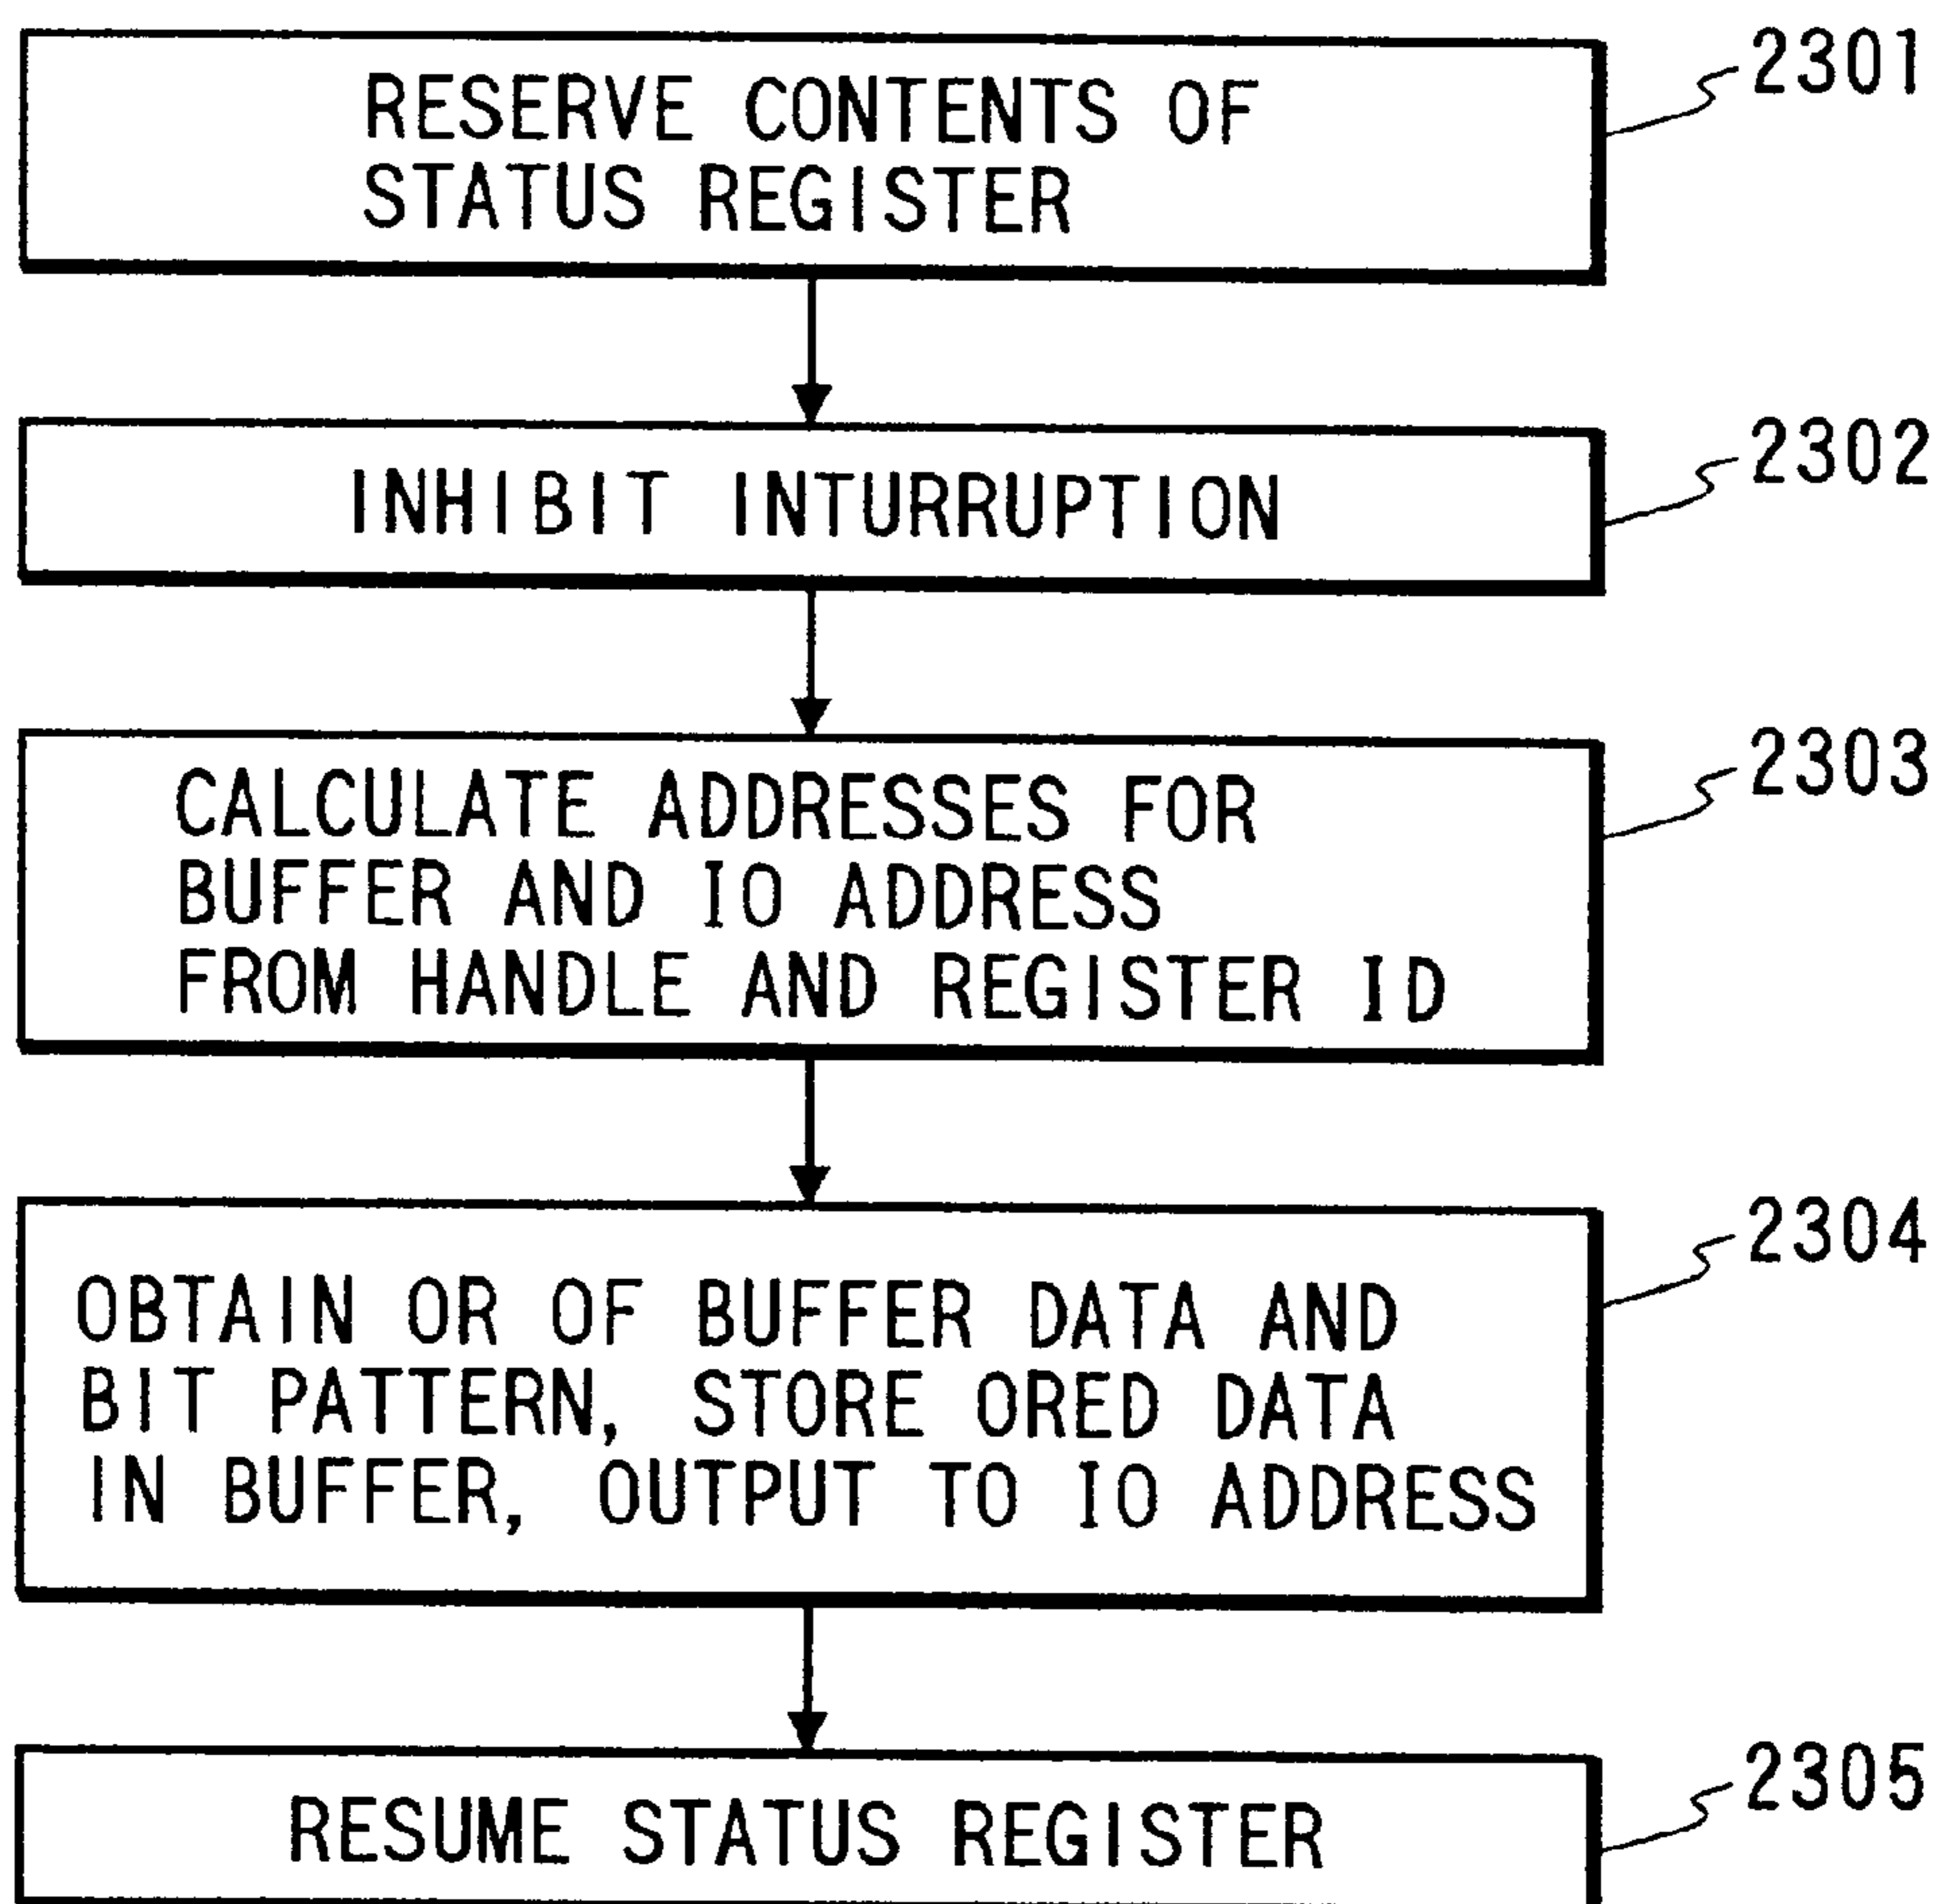 RESERVE CONTENTS OF
STATUS REGISTER
2301
INHIBIT INTURRUPTION
2302
CALCULATE ADDRESSES FOR
BUFFER AND IO ADDRESS
FROM HANDLE AND REGISTER ID
2303
OBTAIN OR OF BUFFER DATA AND
BIT PATTERN, STORE ORED DATA
IN BUFFER, OUTPUT TO IO ADDRESS
2304
RESUME STATUS REGISTER
2305